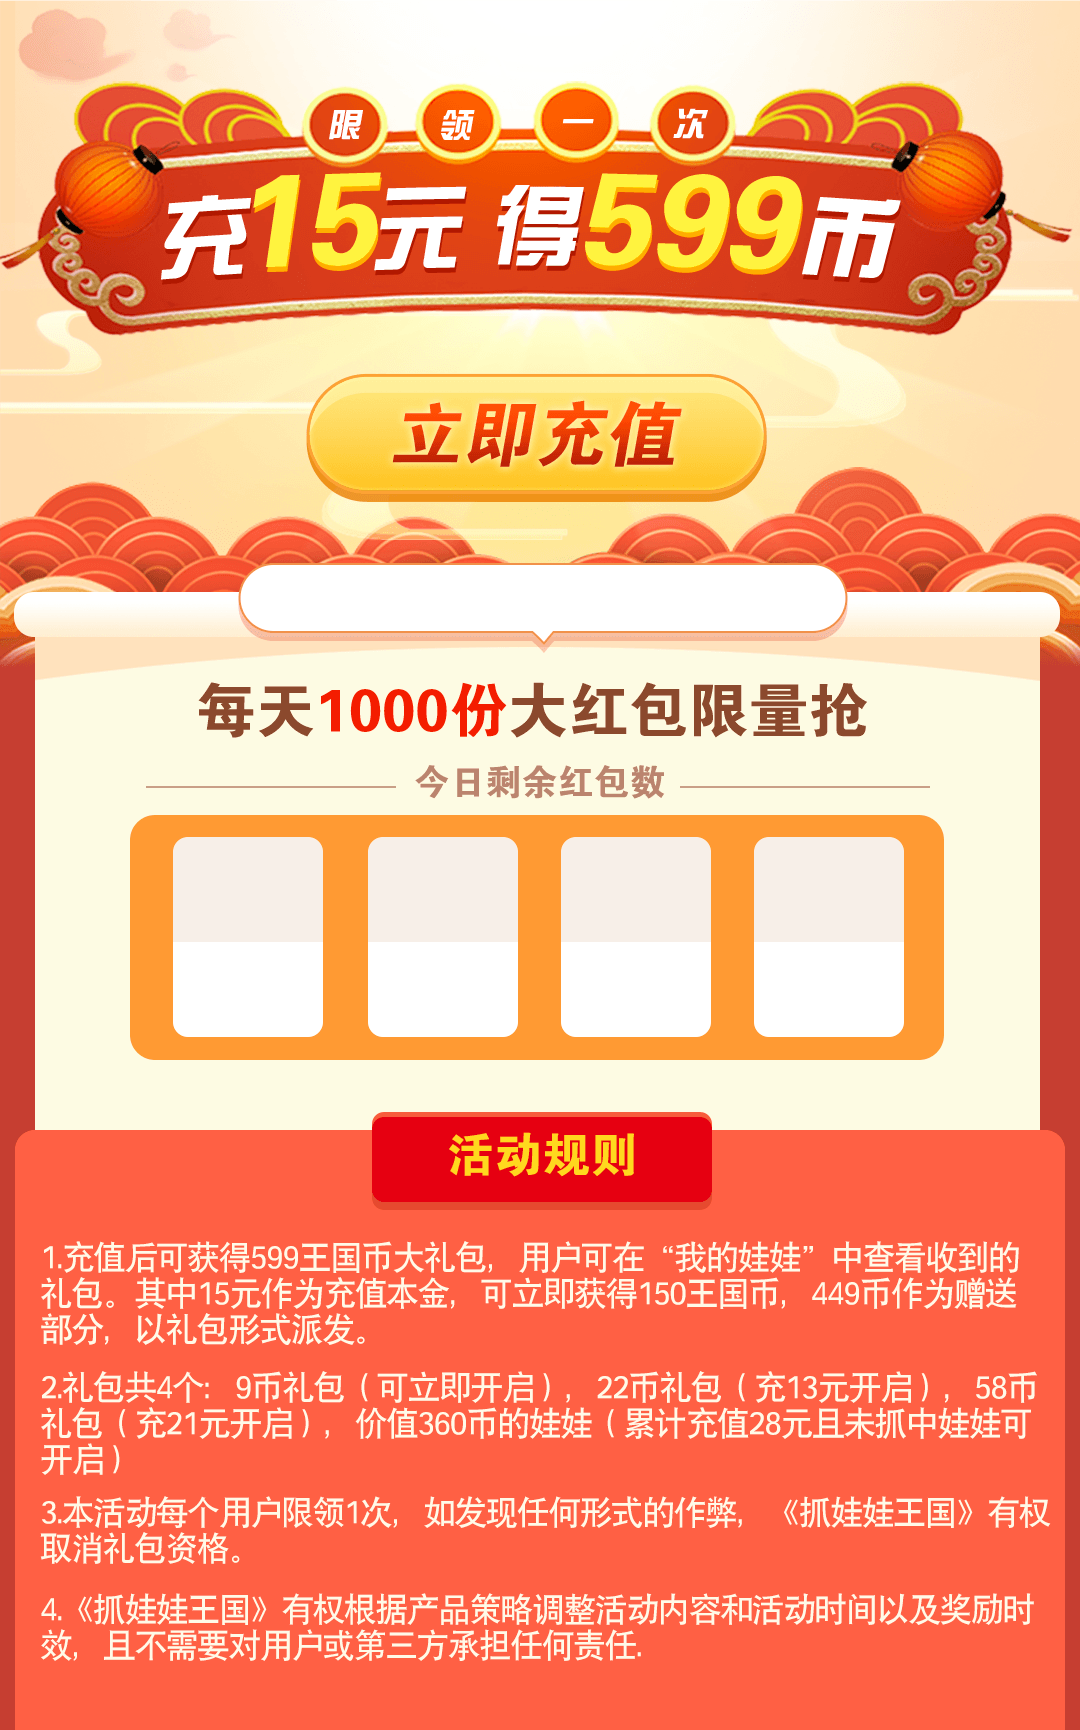 限领一次
充15元 得599币
立即充值
每天1000份大红包限量抢
今日剩余红包数
活动规则
1.充值后可获得599王国币大礼包，用户可在“我的娃娃”中查看收到的
礼包。其中15元作为充值本金，可立即获得150王国币，449币作为赠送
部分，以礼包形式派发。
2.礼包共4个：9币礼包（可立即开启），22币礼包（充13元开启），58币
礼包（充21元开启），价值360币的娃娃（累计充值28元且未抓中娃娃可
开启）
3.本活动每个用户限领1次，如发现任何形式的作弊，《抓娃娃王国》有权
取消礼包资格。
4.《抓娃娃王国》有权根据产品策略调整活动内容和活动时间以及奖励时
效，且不需要对用户或第三方承担任何责任.